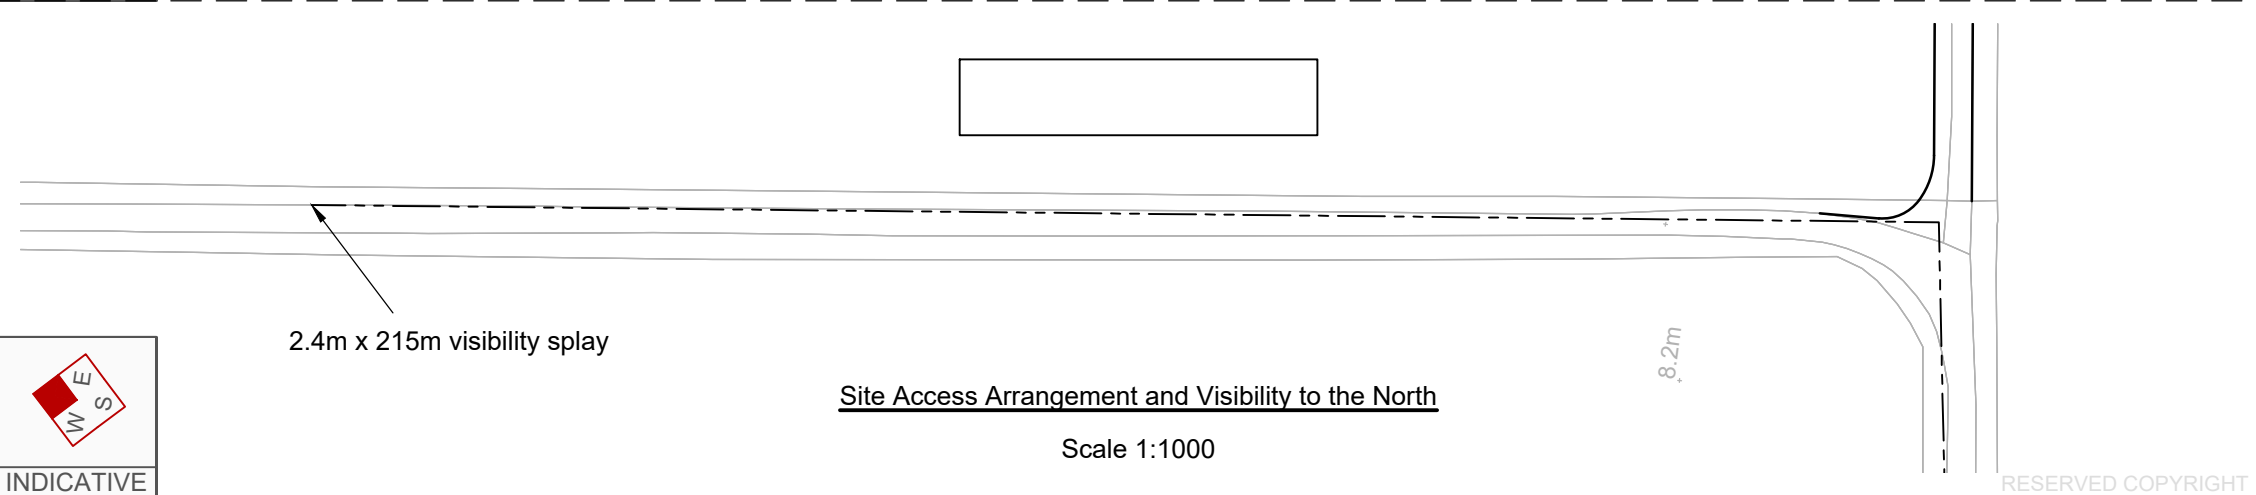 2.4m x 215m visibility splay
8.2m
Site Access Arrangement and Visibility to the North
Scale 1:1000
E
S
W
INDICATIVE
RESERVED COPYRIGHT